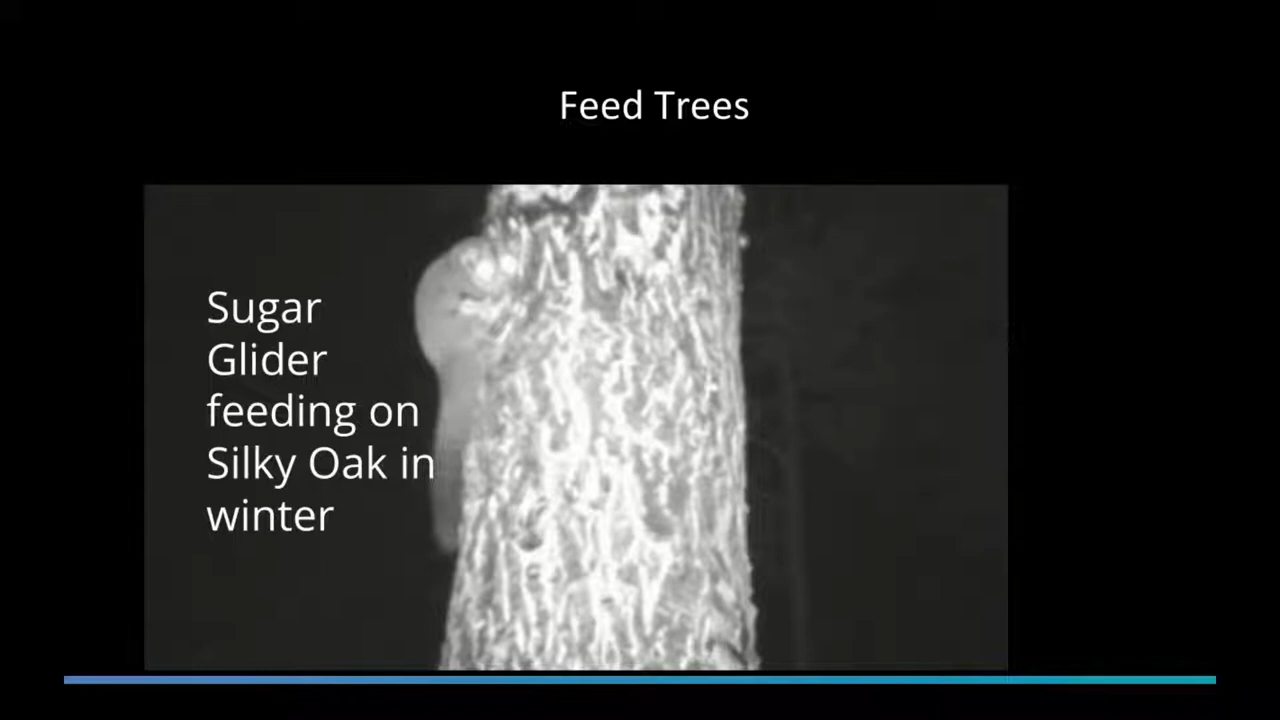 Feed Trees
Sugar
Glider
feeding on
Silky Oak in
winter